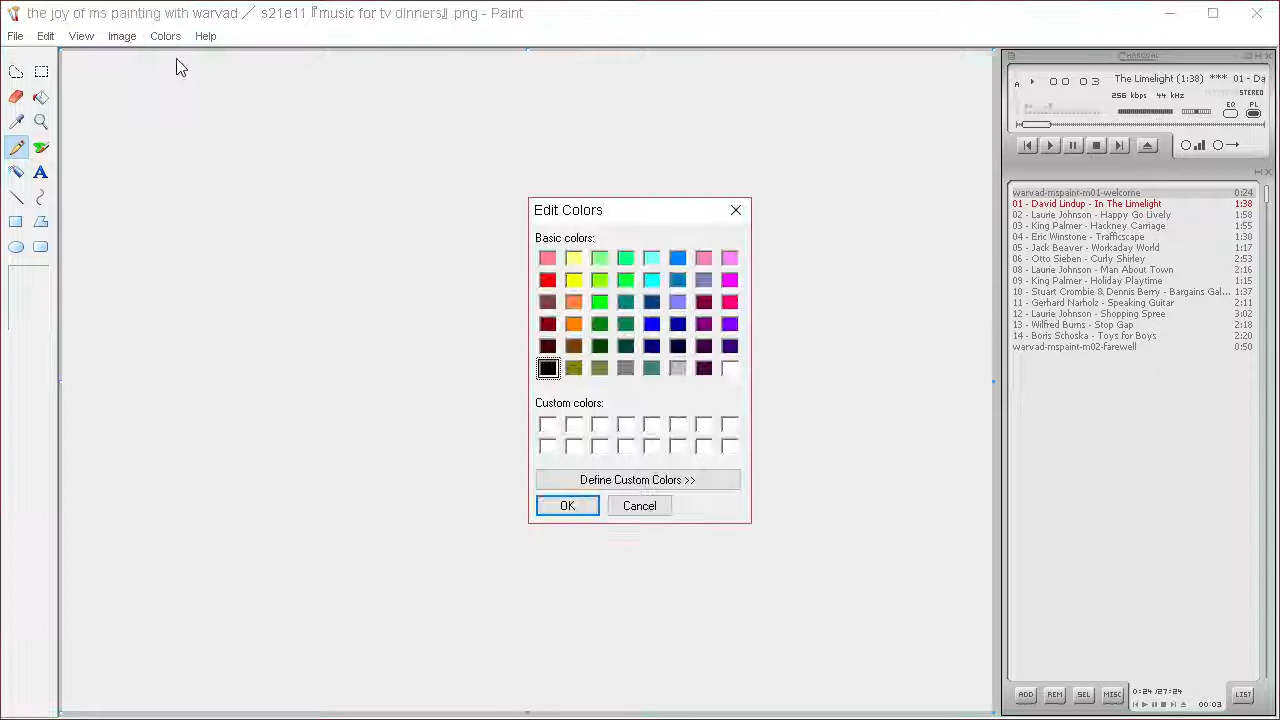 the joy of ms painting with warvad ／ s21e11『music for tv dinners』png - Paint
File Edit View Image Colors Help
CHARCOAL
A 00 03 The Limelight (1:38) *** 01 - Da
256 kbps 44 kHz STEREO
EQ PL
warvad-mspaint-m01-welcome 0:24
01 - David Lindup - In The Limelight 1:38
02 - Laurie Johnson - Happy Go Lively 1:58
03 - King Palmer - Hackney Carriage 1:55
04 - Eric Winstone - Trafficscape 1:30
05 - Jack Beaver - Workaday World 1:17
06 - Otto Sieben - Curly Shirley 2:53
08 - Laurie Johnson - Man About Town 1:16
09 - King Palmer - Holiday Playtime 1:15
10 - Stuart Crombie & Dennis Berry - Bargains Gal... 1:37
11 - Gerhard Narholz - Speaking Guitar 2:11
12 - Laurie Johnson - Shopping Spree 3:02
13 - Wilfred Burns - Stop Gap 2:18
14 - Boris Schoska - Toys for Boys 2:20
warvad-mspaint-m02-farewell 0:50
Edit Colors
Basic colors:
Custom colors:
Define Custom Colors >>
OK Cancel
ADD REM SEL MISC 0:24/27:24 00:03 LIST